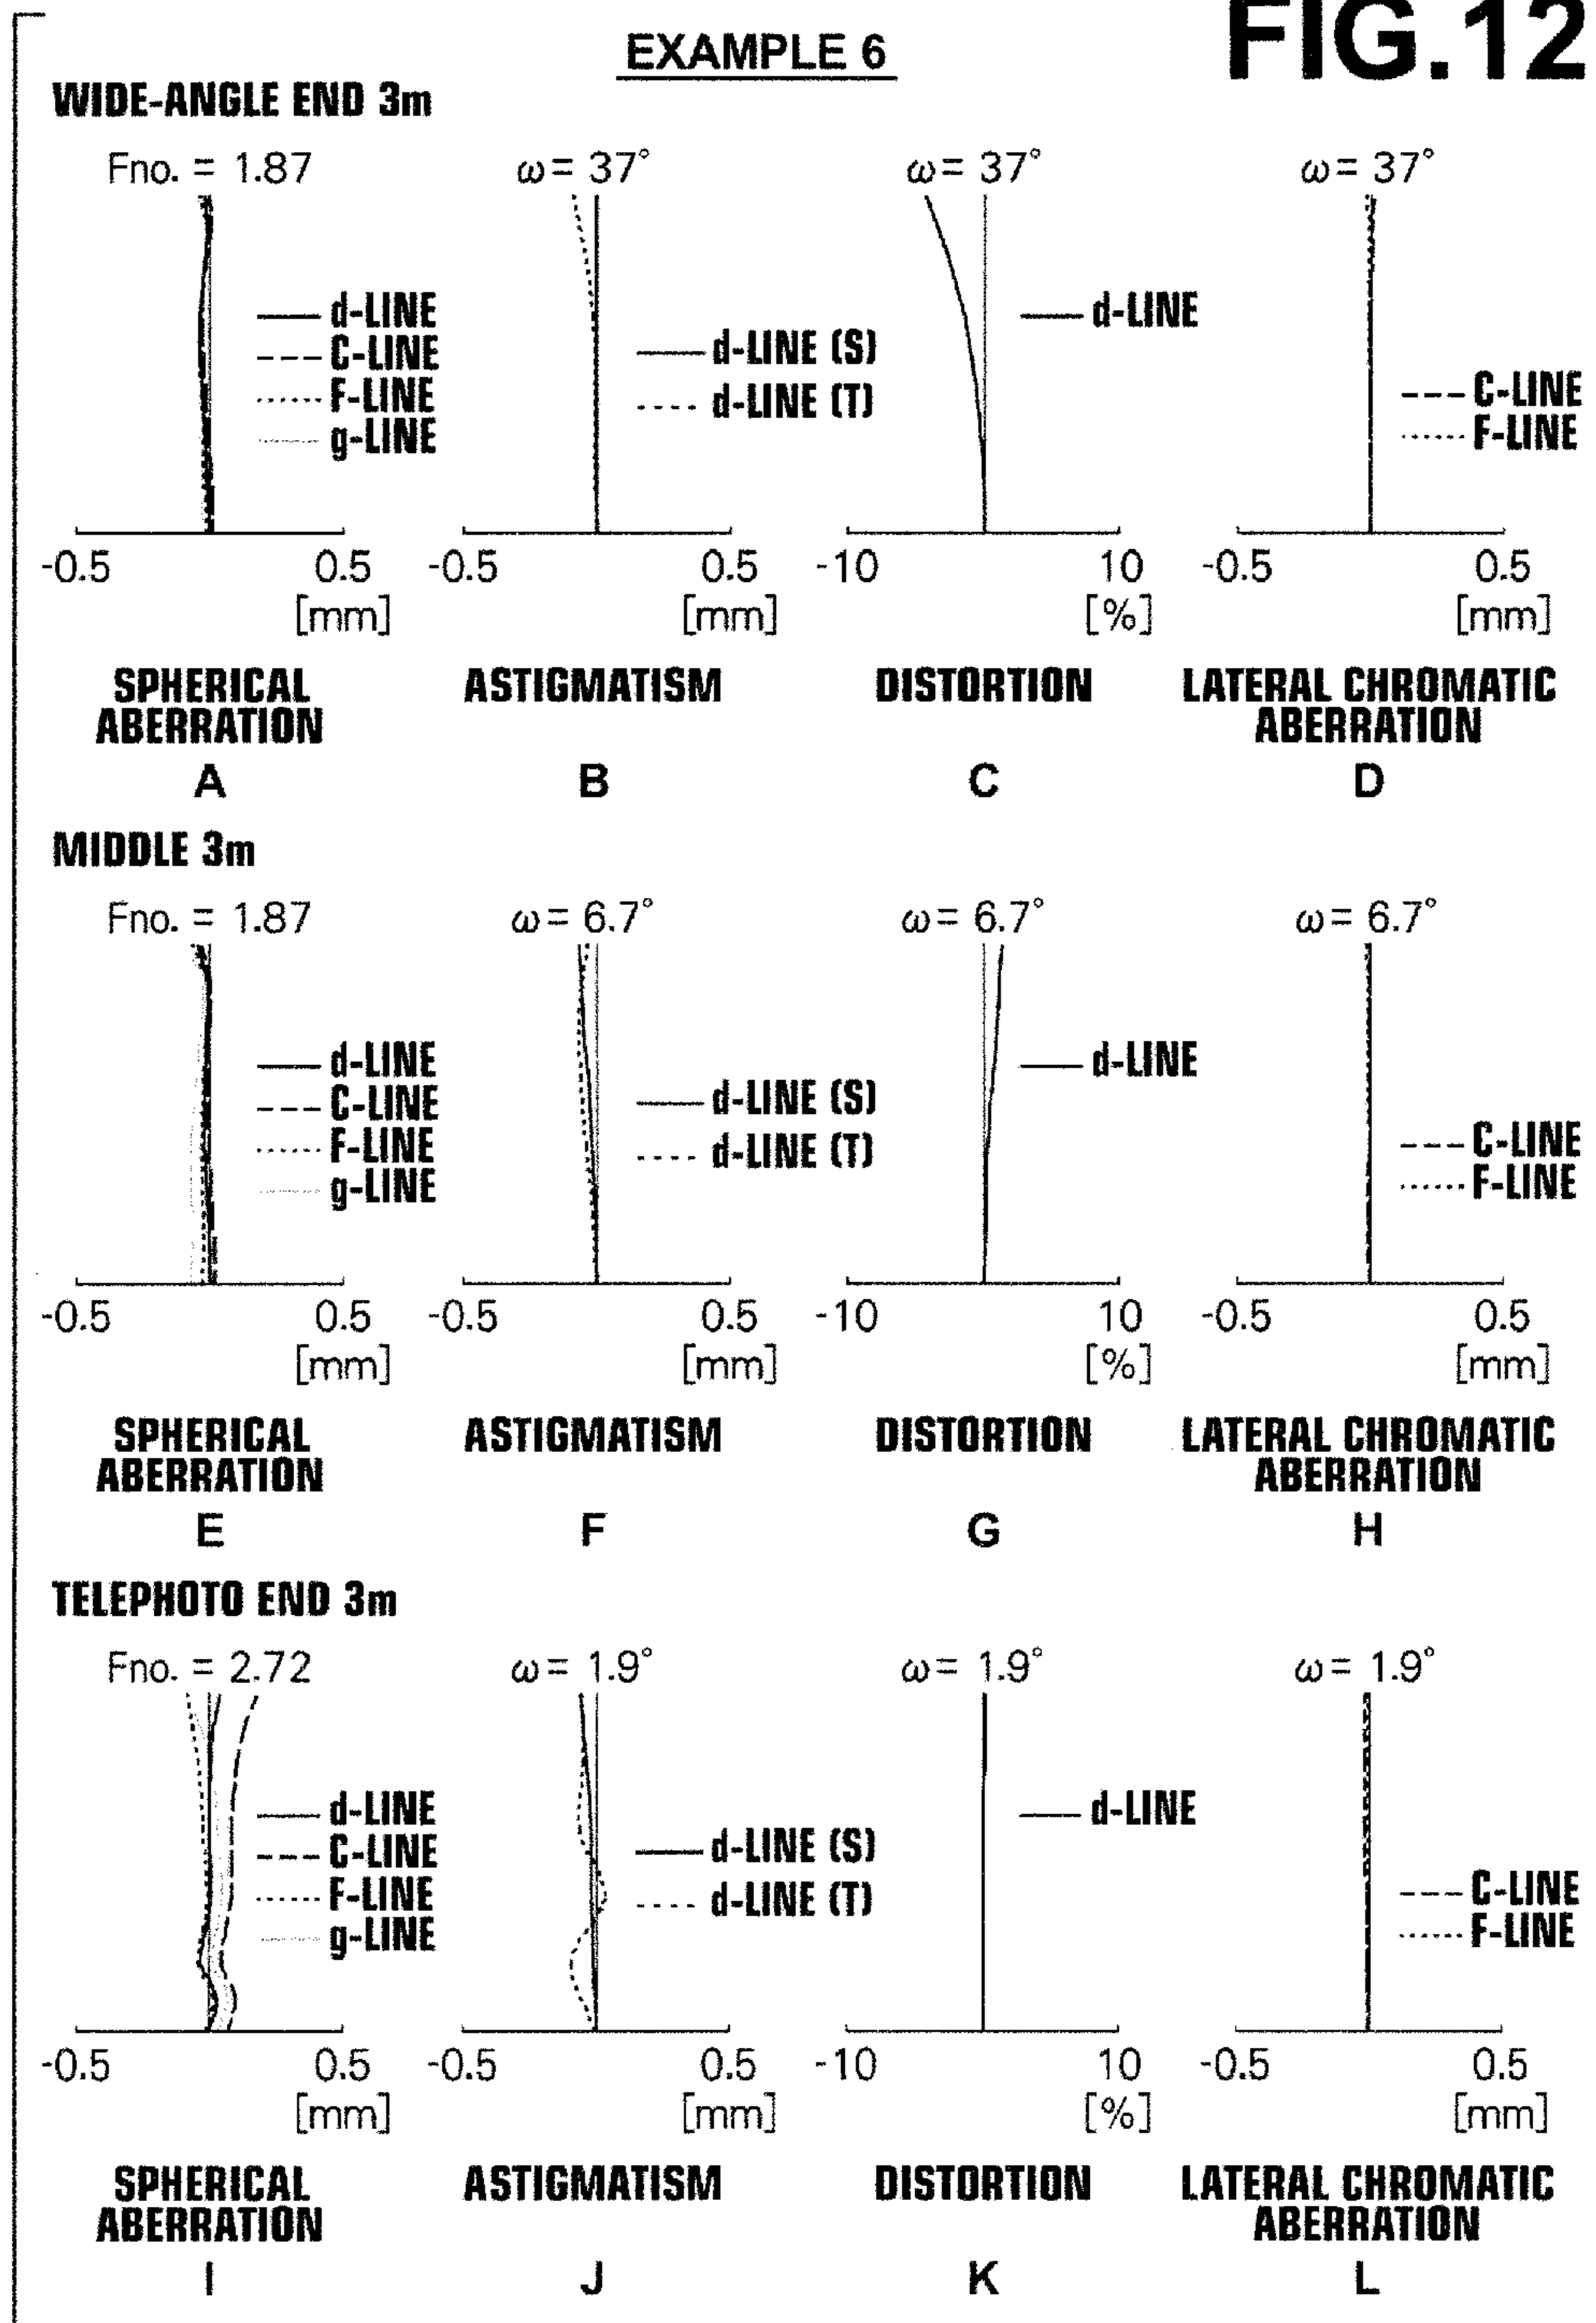 FIG.12
EXAMPLE 6
WIDE-ANGLE END 3m
Fno. = 1.87
ω = 37°
ω = 37°
ω = 37°
d-LINE
C-LINE
F-LINE
g-LINE
d-LINE (S)
d-LINE (T)
d-LINE
C-LINE
F-LINE
-0.5 0.5
[mm]
-0.5 0.5
[mm]
-10 10
[%]
-0.5 0.5
[mm]
SPHERICAL
ABERRATION
A
ASTIGMATISM
B
DISTORTION
C
LATERAL CHROMATIC
ABERRATION
D
MIDDLE 3m
Fno. = 1.87
ω = 6.7°
ω = 6.7°
ω = 6.7°
d-LINE
C-LINE
F-LINE
g-LINE
d-LINE (S)
d-LINE (T)
d-LINE
C-LINE
F-LINE
-0.5 0.5
[mm]
-0.5 0.5
[mm]
-10 10
[%]
-0.5 0.5
[mm]
SPHERICAL
ABERRATION
E
ASTIGMATISM
F
DISTORTION
G
LATERAL CHROMATIC
ABERRATION
H
TELEPHOTO END 3m
Fno. = 2.72
ω = 1.9°
ω = 1.9°
ω = 1.9°
d-LINE
C-LINE
F-LINE
g-LINE
d-LINE (S)
d-LINE (T)
d-LINE
C-LINE
F-LINE
-0.5 0.5
[mm]
-0.5 0.5
[mm]
-10 10
[%]
-0.5 0.5
[mm]
SPHERICAL
ABERRATION
I
ASTIGMATISM
J
DISTORTION
K
LATERAL CHROMATIC
ABERRATION
L